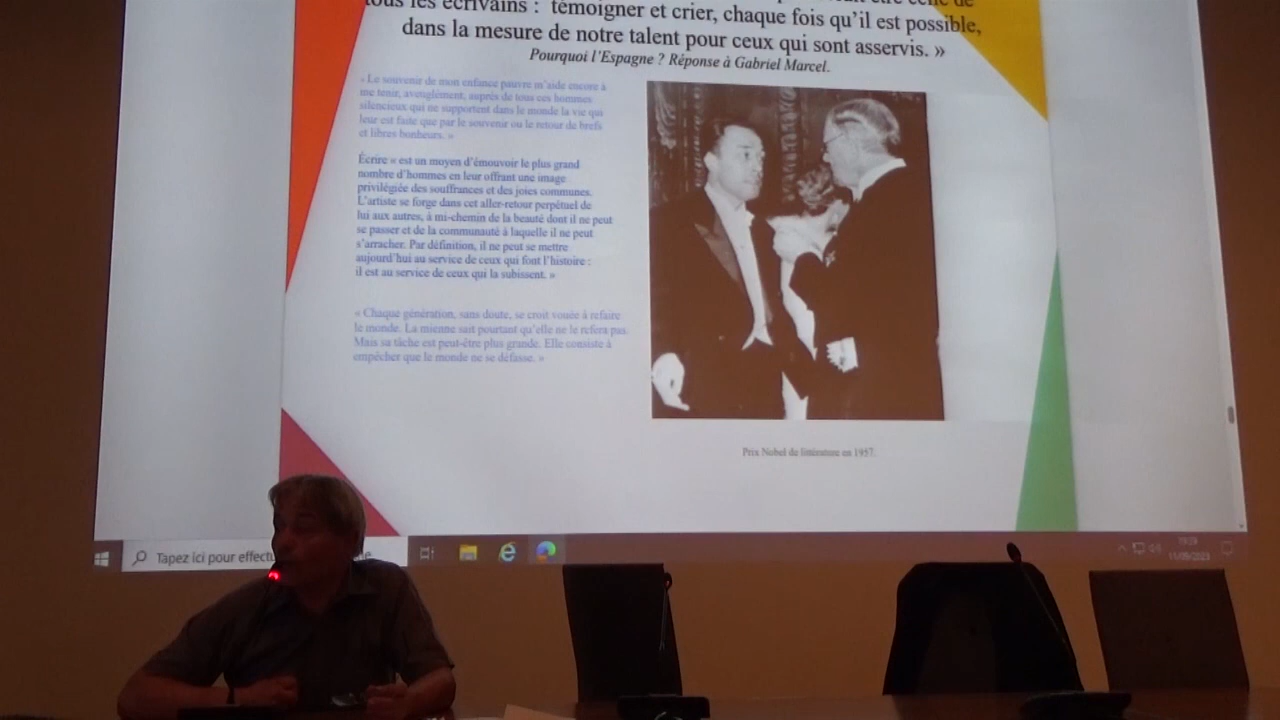 tous les écrivains : témoigner et crier, chaque fois qu'il est possible,
dans la mesure de notre talent pour ceux qui sont asservis. »
Pourquoi l'Espagne ? Réponse à Gabriel Marcel.
« Le souvenir de mon enfance pauvre m'aide encore à
me tenir, aveuglément, auprès de tous ces hommes
silencieux qui ne supportent dans le monde la vie qui
leur est faite que par le souvenir ou le retour de brefs
et libres bonheurs. »
Écrire « est un moyen d'émouvoir le plus grand
nombre d'hommes en leur offrant une image
privilégiée des souffrances et des joies communes.
L'artiste se forge dans cet aller-retour perpétuel de
lui aux autres, à mi-chemin de la beauté dont il ne peut
se passer et de la communauté à laquelle il ne peut
s'arracher. Par définition, il ne peut se mettre
aujourd'hui au service de ceux qui font l'histoire :
il est au service de ceux qui la subissent. »
« Chaque génération, sans doute, se croit vouée à refaire
le monde. La mienne sait pourtant qu'elle ne le refera pas.
Mais sa tâche est peut-être plus grande. Elle consiste à
empêcher que le monde ne se défasse. »
Prix Nobel de littérature en 1957.
Tapez ici pour effect
11/09/2023